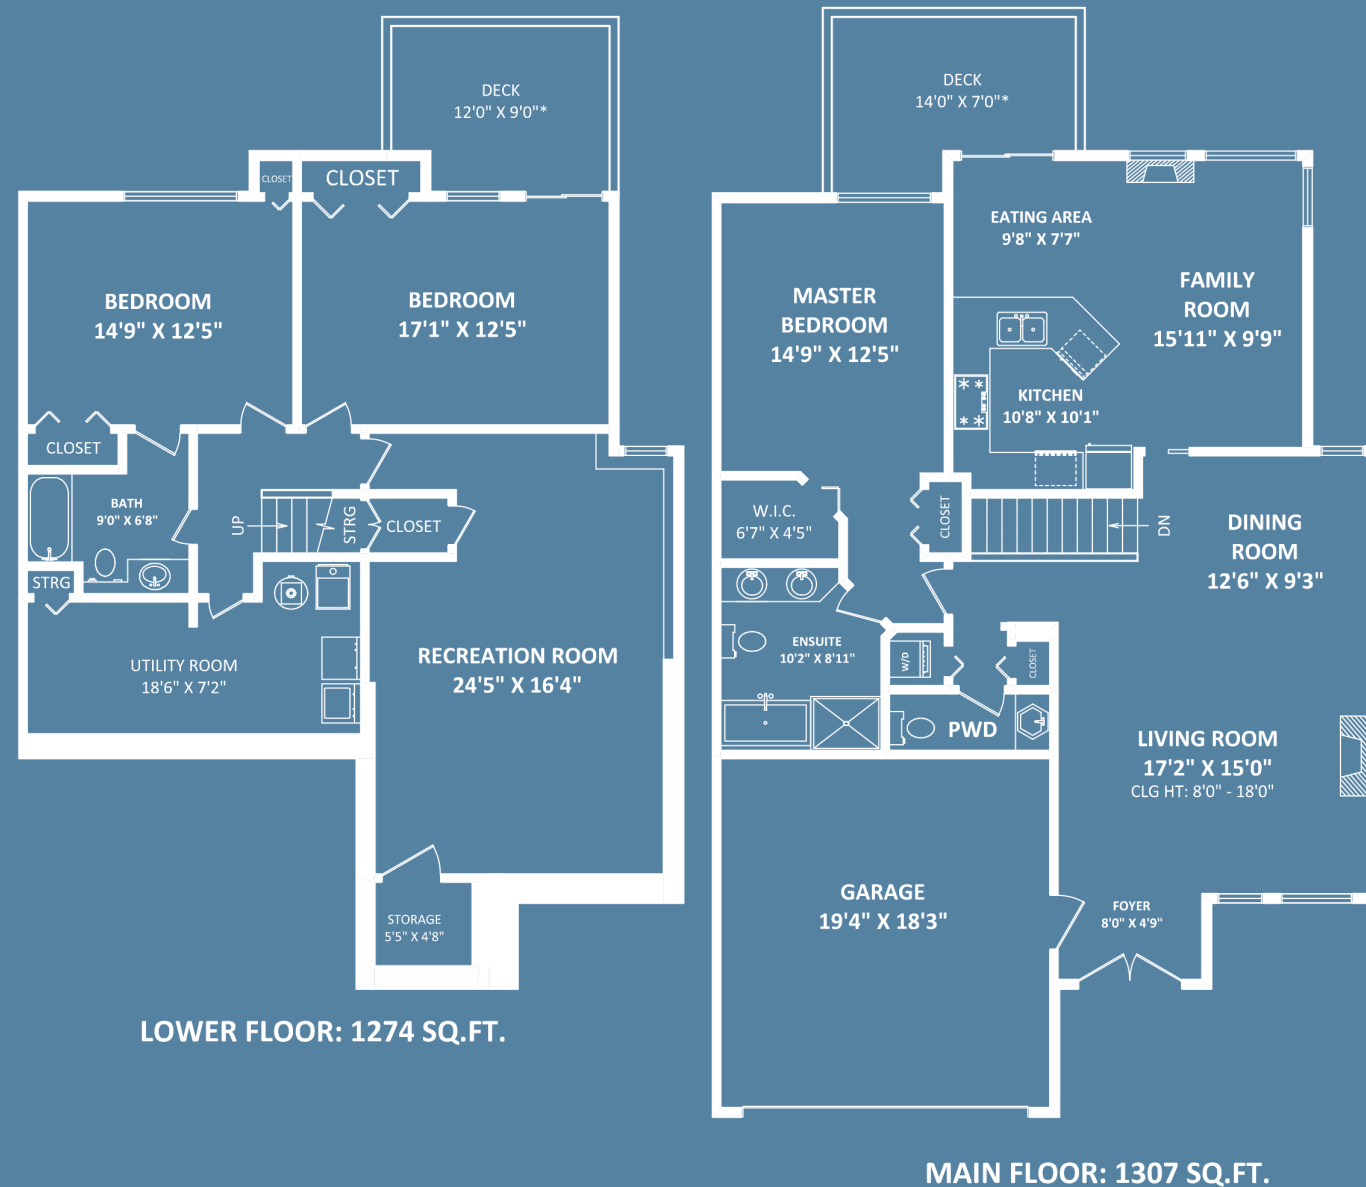 DECK
12'0" X 9'0"*
CLOSET
CLOSET
BEDROOM
14'9" X 12'5"
BEDROOM
17'1" X 12'5"
CLOSET
BATH
9'0" X 6'8"
UP
STRG
CLOSET
STRG
UTILITY ROOM
18'6" X 7'2"
RECREATION ROOM
24'5" X 16'4"
STORAGE
5'5" X 4'8"
LOWER FLOOR: 1274 SQ.FT.
DECK
14'0" X 7'0"*
EATING AREA
9'8" X 7'7"
FAMILY
ROOM
15'11" X 9'9"
MASTER
BEDROOM
14'9" X 12'5"
KITCHEN
10'8" X 10'1"
W.I.C.
6'7" X 4'5"
CLOSET
DN
DINING
ROOM
12'6" X 9'3"
ENSUITE
10'2" X 8'11"
W/D
CLOSET
PWD
LIVING ROOM
17'2" X 15'0"
CLG HT: 8'0" - 18'0"
GARAGE
19'4" X 18'3"
FOYER
8'0" X 4'9"
MAIN FLOOR: 1307 SQ.FT.